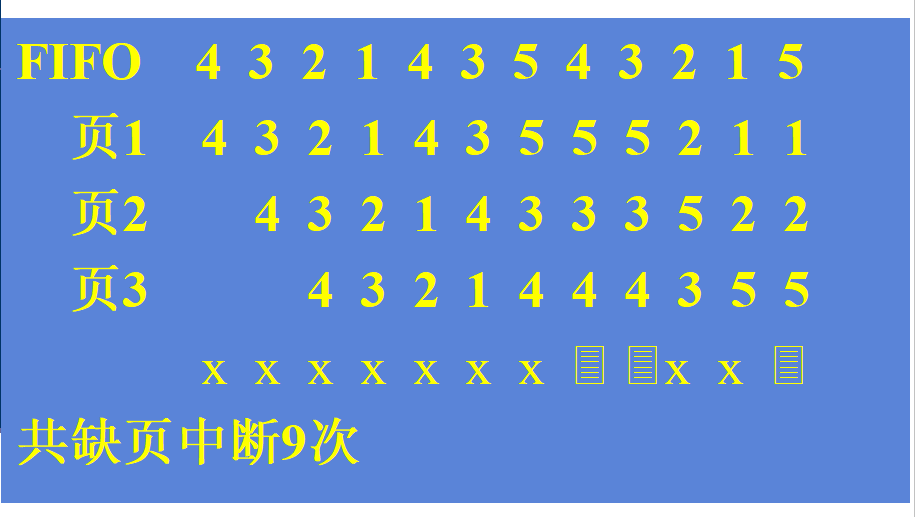 FIFO 4 3 2 1 4 3 5 4 3 2 1 5
页1 4 3 2 1 4 3 5 5 5 2 1 1
页2 4 3 2 1 4 3 3 3 5 2 2
页3 4 3 2 1 4 4 4 3 5 5
x x x x x x x x x
共缺页中断9次